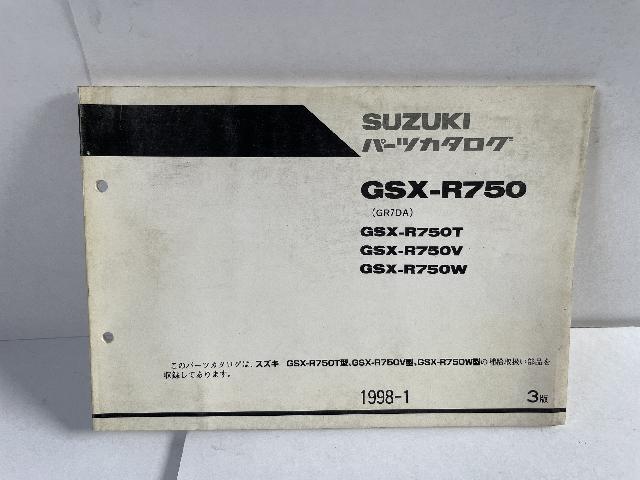 SUZUKI
パーツカタログ
GSX-R750
(GR7DA)
GSX-R750T
GSX-R750V
GSX-R750W
このパーツカタログは、スズキ GSX-R750T型、GSX-R750V型、GSX-R750W型の補給取扱い部品を
収録してあります。
1998-1
3版